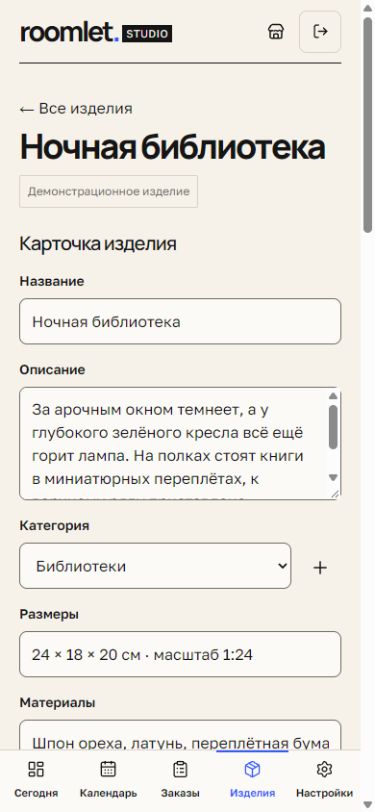 roomlet. STUDIO
← Все изделия
Ночная библиотека
Демонстрационное изделие
Карточка изделия
Название
Ночная библиотека
Описание
За арочным окном темнеет, а у
глубокого зелёного кресла всё ещё
горит лампа. На полках стоят книги
в миниатюрных переплётах, к
Категория
Библиотеки
Размеры
24 × 18 × 20 см · масштаб 1:24
Материалы
Шпон ореха, латунь, переплётная бума
Сегодня Календарь Заказы Изделия Настройки